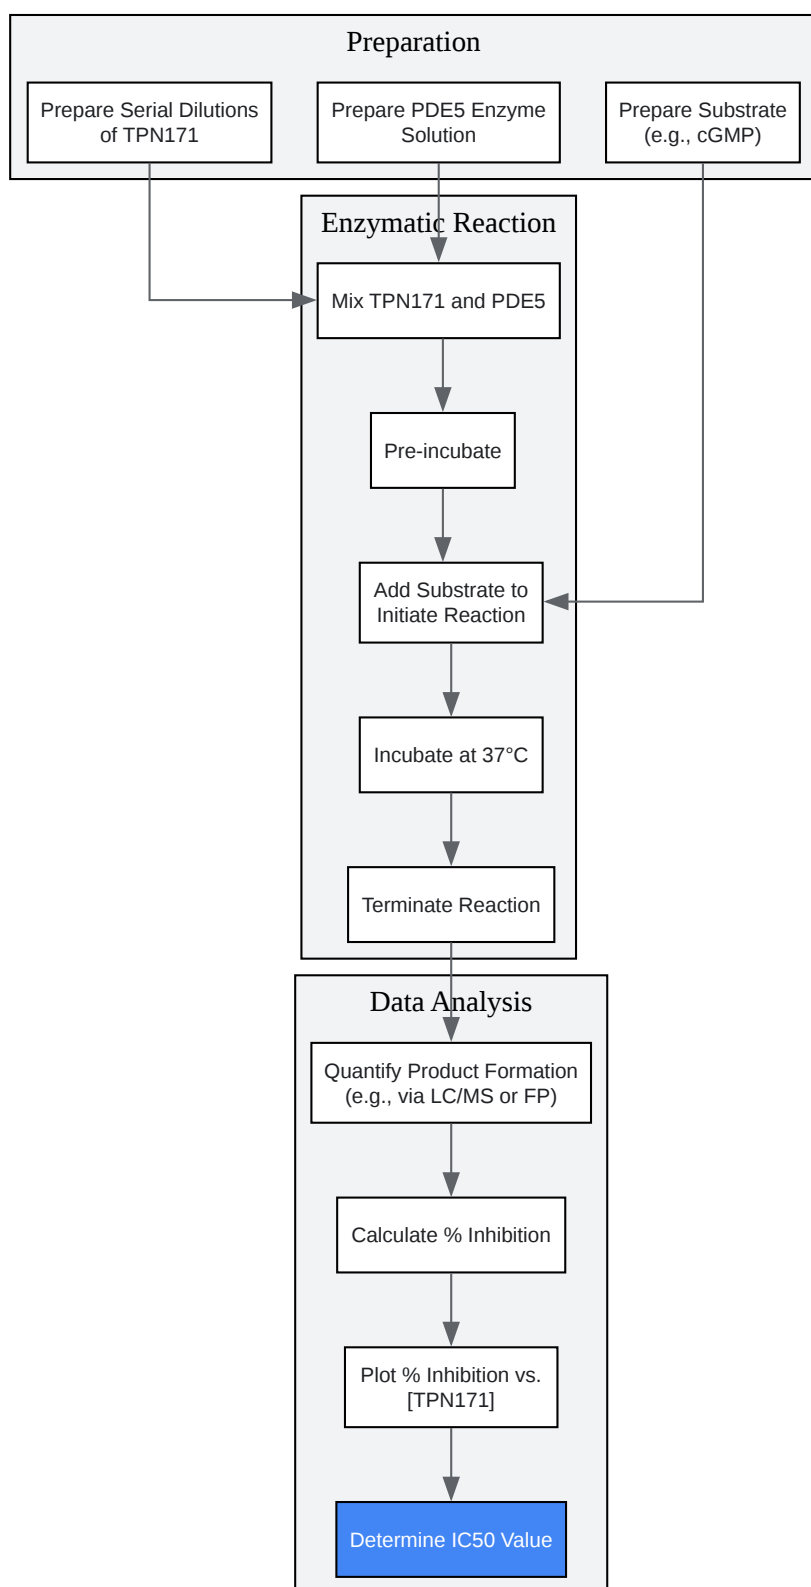 Preparation
Prepare Serial Dilutions
of TPN171
Prepare PDE5 Enzyme
Solution
Prepare Substrate
(e.g., cGMP)
Enzymatic Reaction
Mix TPN171 and PDE5
Pre-incubate
Add Substrate to
Initiate Reaction
Incubate at 37°C
Terminate Reaction
Data Analysis
Quantify Product Formation
(e.g., via LC/MS or FP)
Calculate % Inhibition
Plot % Inhibition vs.
[TPN171]
Determine IC50 Value